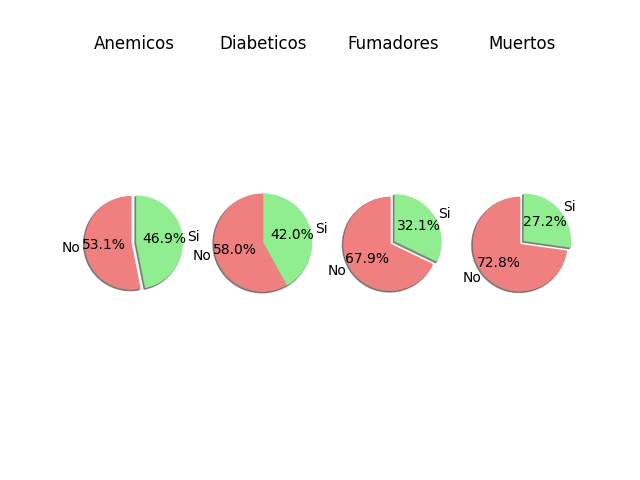 Anemicos
Diabeticos
Fumadores
Muertos
No
53.1%
46.9%
Si
No
58.0%
42.0%
Si
No
67.9%
32.1%
Si
No
72.8%
27.2%
Si